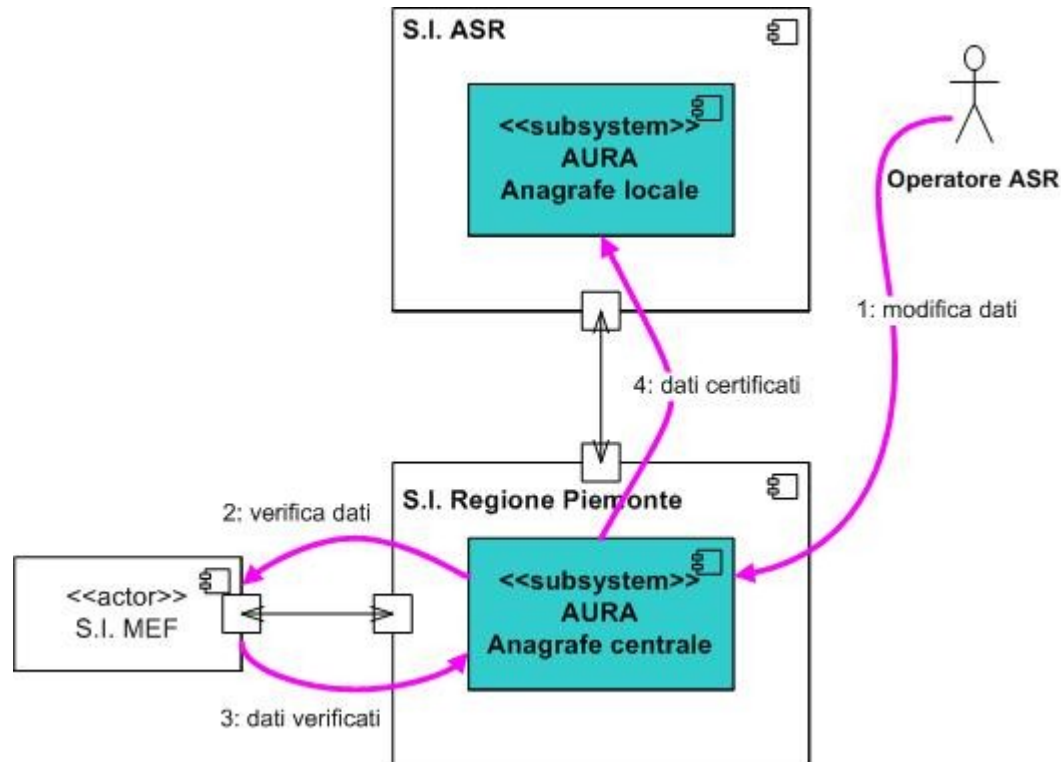 S.I. ASR
<<subsystem>>
AURA
Anagrafe locale
Operatore ASR
1: modifica dati
4: dati certificati
S.I. Regione Piemonte
2: verifica dati
<<subsystem>>
AURA
Anagrafe centrale
<<actor>>
S.I. MEF
3: dati verificati